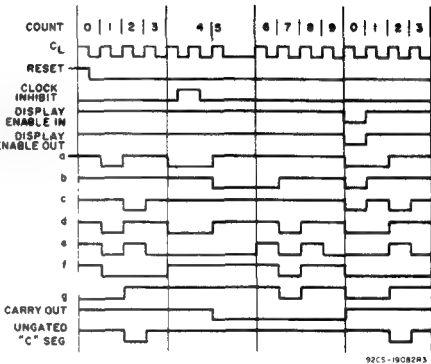 COUNT 0 1 2 3 4 5 6 7 8 9 0 1 2 3
CL
RESET
CLOCK
INHIBIT
DISPLAY
ENABLE IN
DISPLAY
ENABLE OUT
a
b
c
d
e
f
g
CARRY OUT
UNGATED
"C" SEG
92CS-19082R3